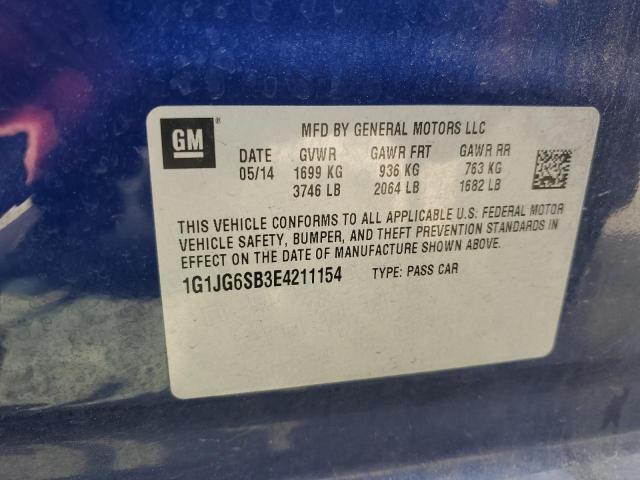 GM ®
MFD BY GENERAL MOTORS LLC
DATE GVWR GAWR FRT GAWR RR
05/14 1699 KG 936 KG 763 KG
3746 LB 2064 LB 1682 LB
THIS VEHICLE CONFORMS TO ALL APPLICABLE U.S. FEDERAL MOTOR
VEHICLE SAFETY, BUMPER, AND THEFT PREVENTION STANDARDS IN
EFFECT ON THE DATE OF MANUFACTURE SHOWN ABOVE.
1G1JG6SB3E4211154 TYPE: PASS CAR